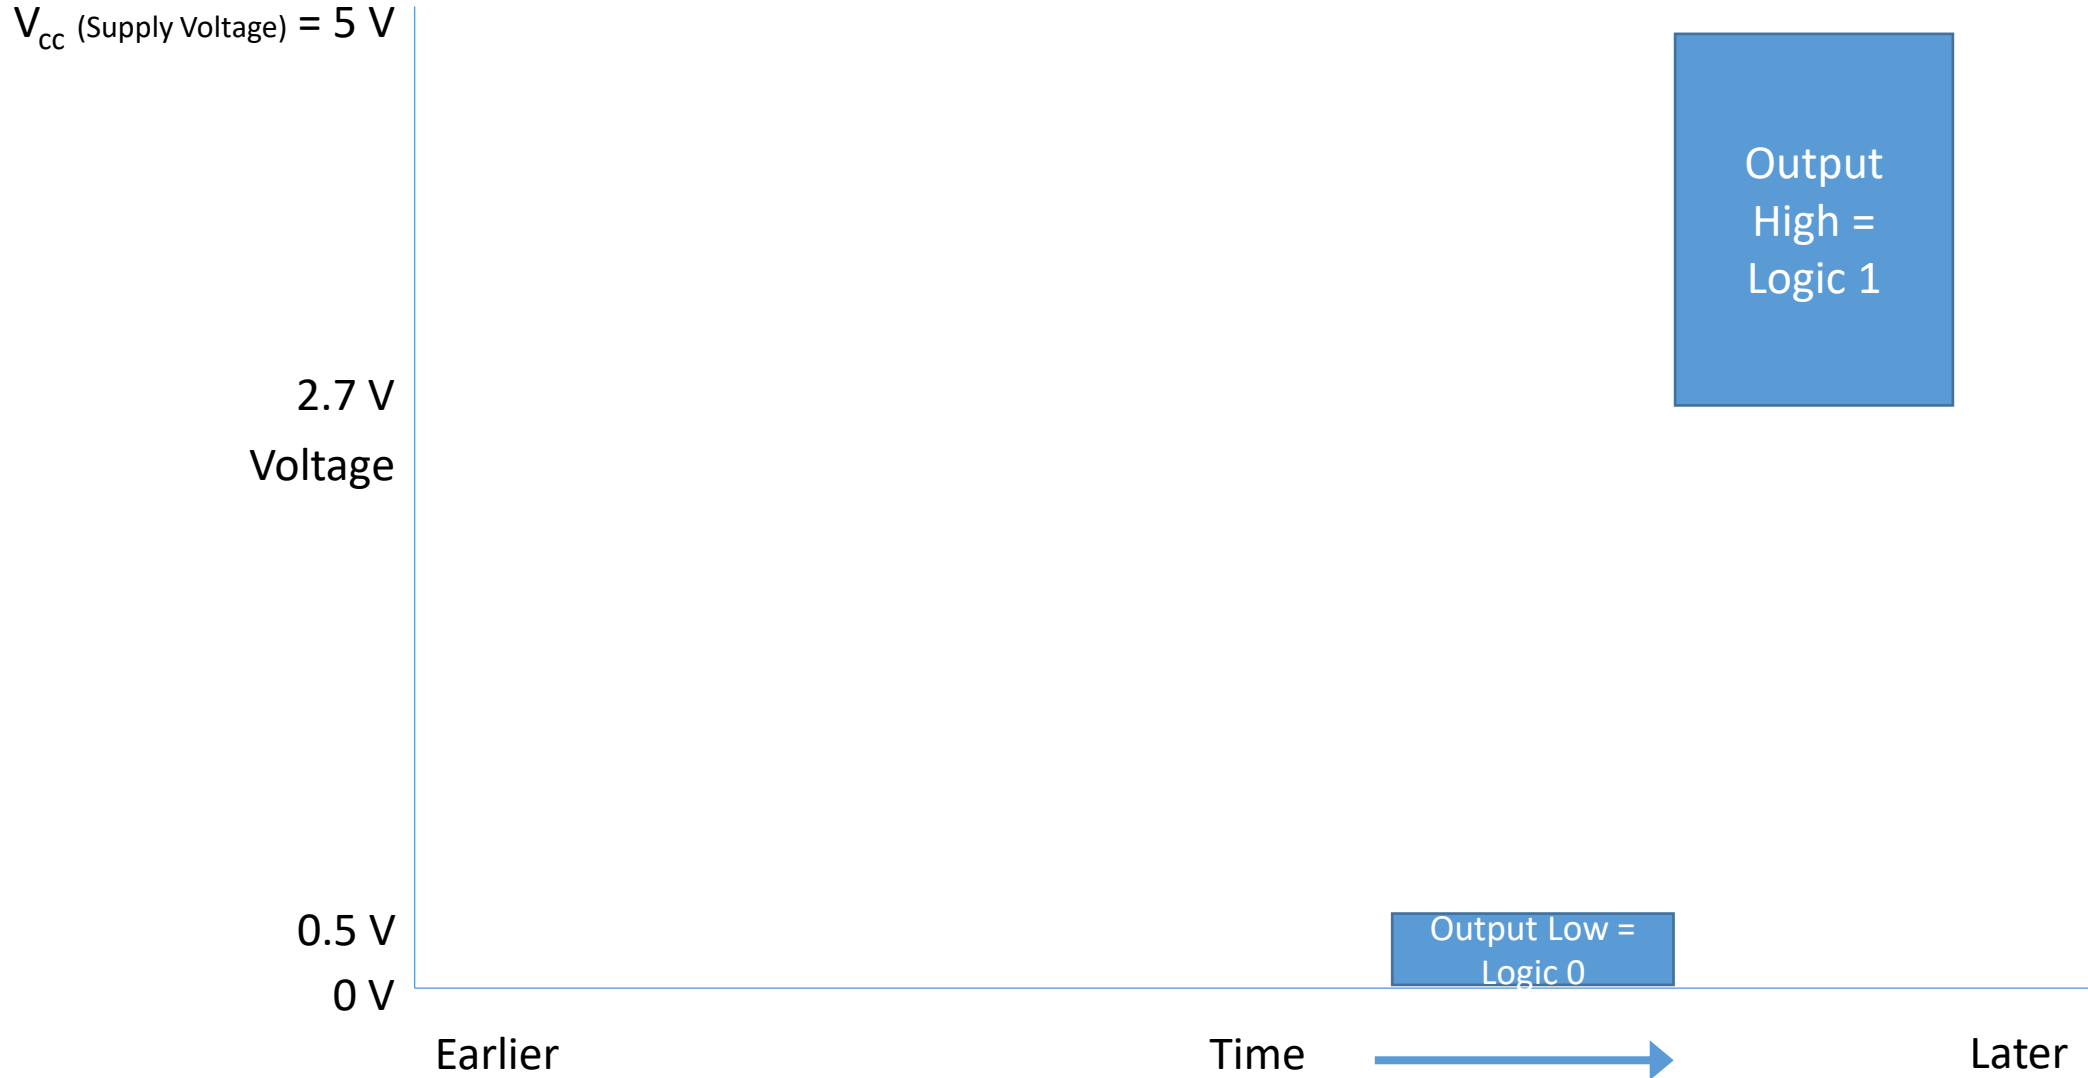 Vcc (Supply Voltage) = 5 V
Output
High =
Logic 1
2.7 V
Voltage
0.5 V
Output Low =
Logic 0
0 V
Earlier
Time
Later